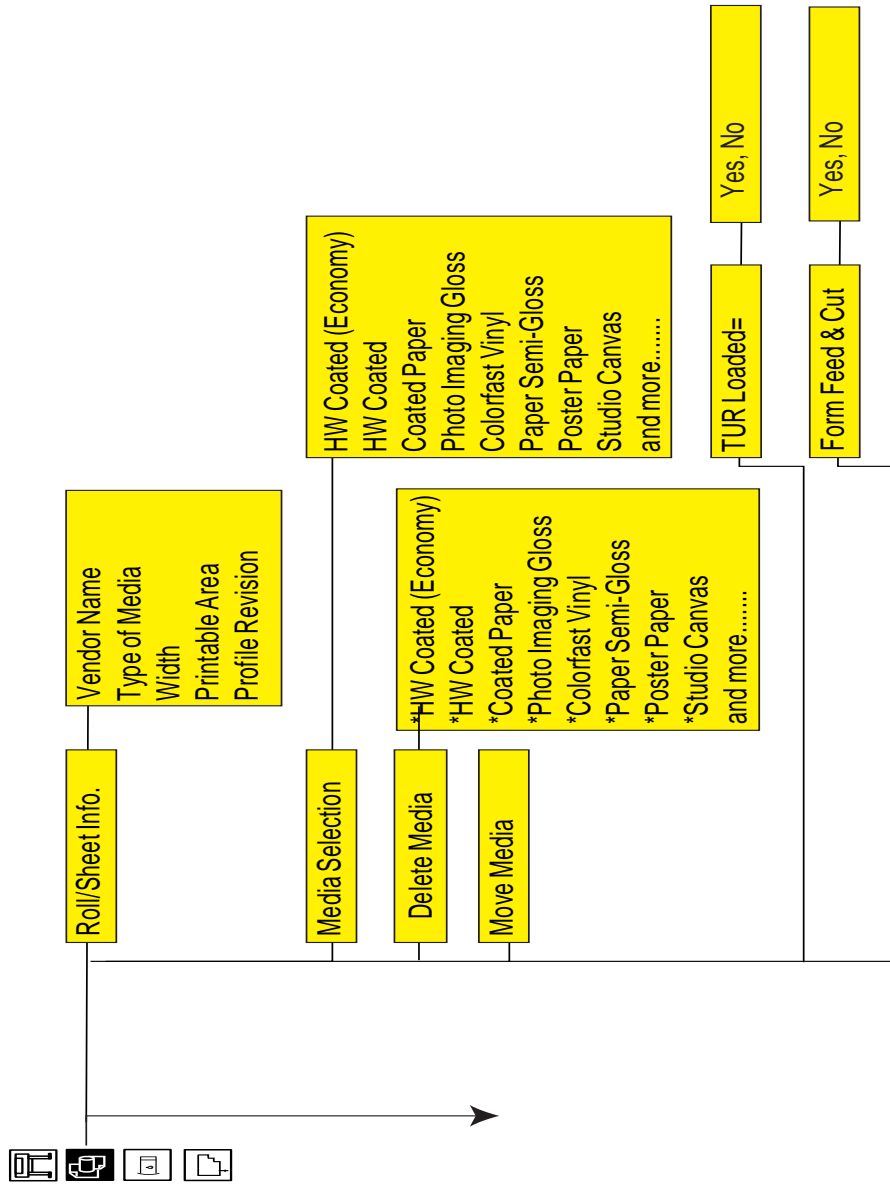 Roll/Sheet Info.
Vendor Name
Type of Media
Width
Printable Area
Profile Revision
Media Selection
HW Coated (Economy)
HW Coated
Coated Paper
Photo Imaging Gloss
Colorfast Vinyl
Paper Semi-Gloss
Poster Paper
Studio Canvas
and more........
Delete Media
*HW Coated (Economy)
*HW Coated
*Coated Paper
*Photo Imaging Gloss
*Colorfast Vinyl
*Paper Semi-Gloss
*Poster Paper
*Studio Canvas
and more........
Move Media
TUR Loaded=
Yes, No
Form Feed & Cut
Yes, No